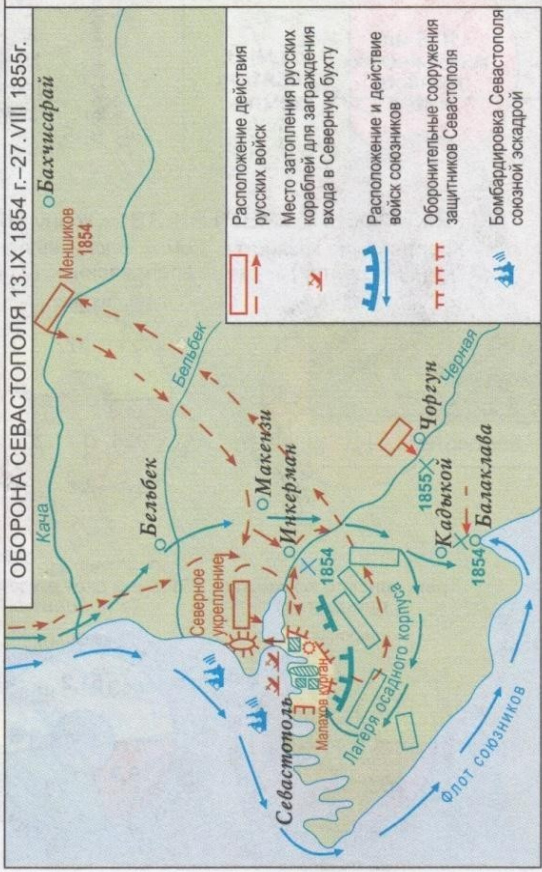 ОБОРОНА СЕВАСТОПОЛЯ 13.IX 1854 г.–27.VIII 1855г.
Кача
Меншиков
1854
Бахчисарай
Бельбек
Бельбек
Северное
укрепление
Макензи
Инкерман
1854
Севастополь
Малахов курган
Лагеря осадного корпуса
Черная
Чоргун
1855
Кадыкой
Балаклава
1854
Флот союзников
Расположение действия
русских войск
Место затопления русских
кораблей для заграждения
входа в Северную бухту
Расположение и действие
войск союзников
Оборонительные сооружения
защитников Севастополя
Бомбардировка Севастополя
союзной эскадрой